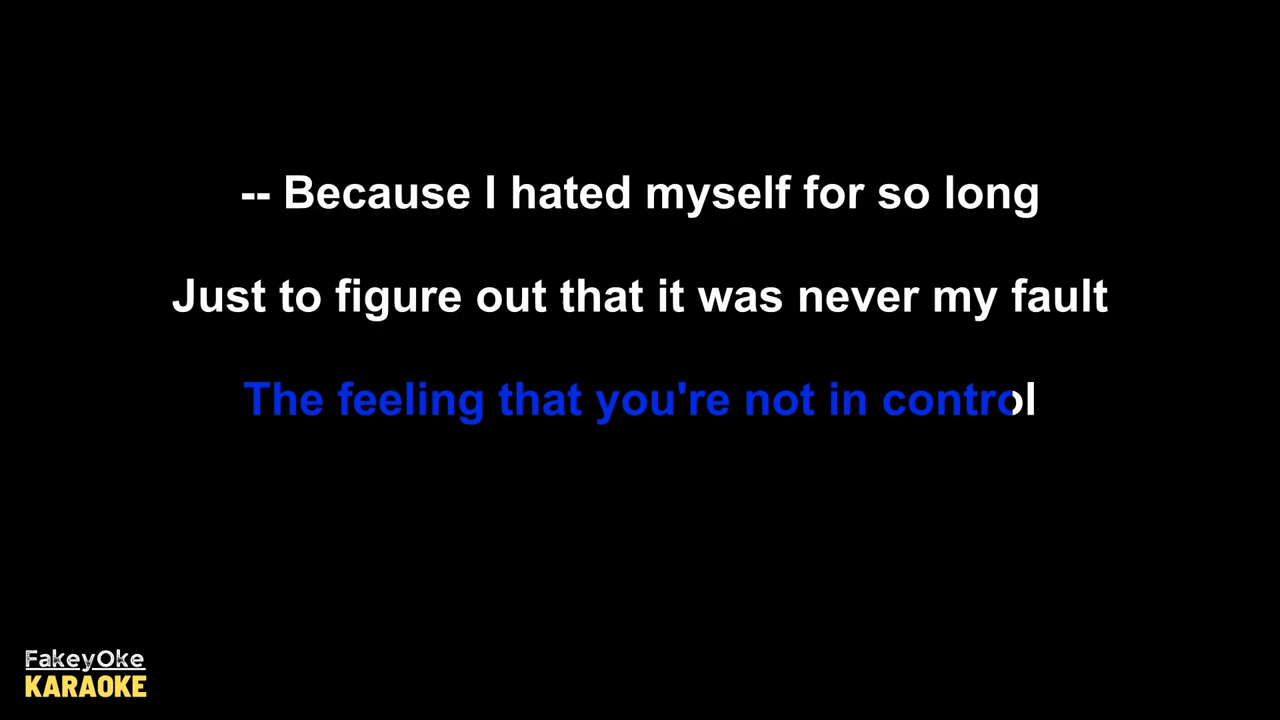 -- Because I hated myself for so long
Just to figure out that it was never my fault
The feeling that you're not in control
FakeyOke
KARAOKE